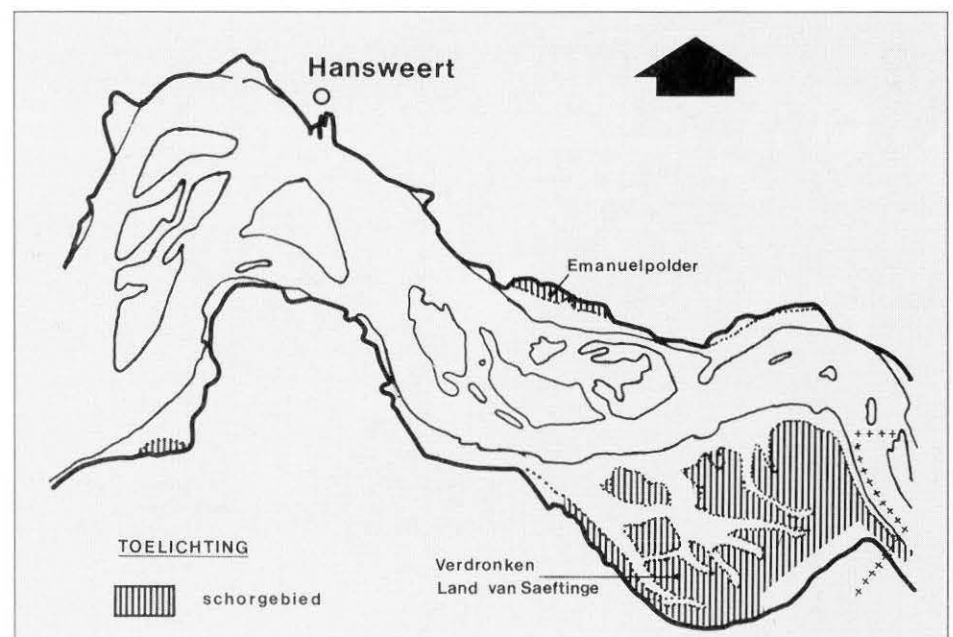 Hansweert
Emanuelpolder
TOELICHTING
schorgebied
Verdronken
Land van Saeftinge